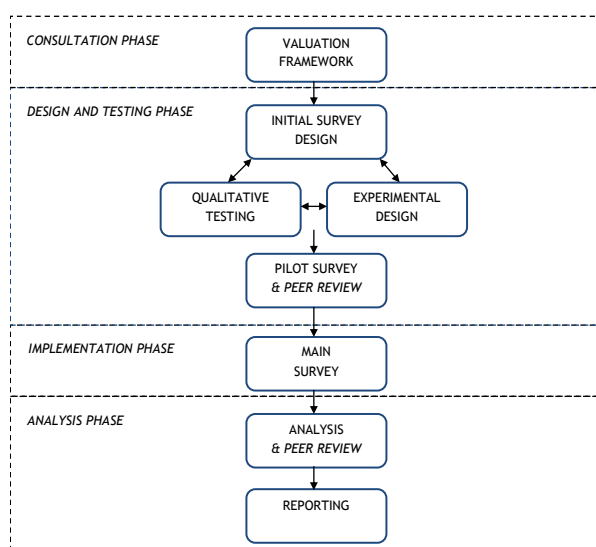 CONSULTATION PHASE
VALUATION
FRAMEWORK
DESIGN AND TESTING PHASE
INITIAL SURVEY
DESIGN
QUALITATIVE
TESTING
EXPERIMENTAL
DESIGN
PILOT SURVEY
& PEER REVIEW
IMPLEMENTATION PHASE
MAIN
SURVEY
ANALYSIS PHASE
ANALYSIS
& PEER REVIEW
REPORTING